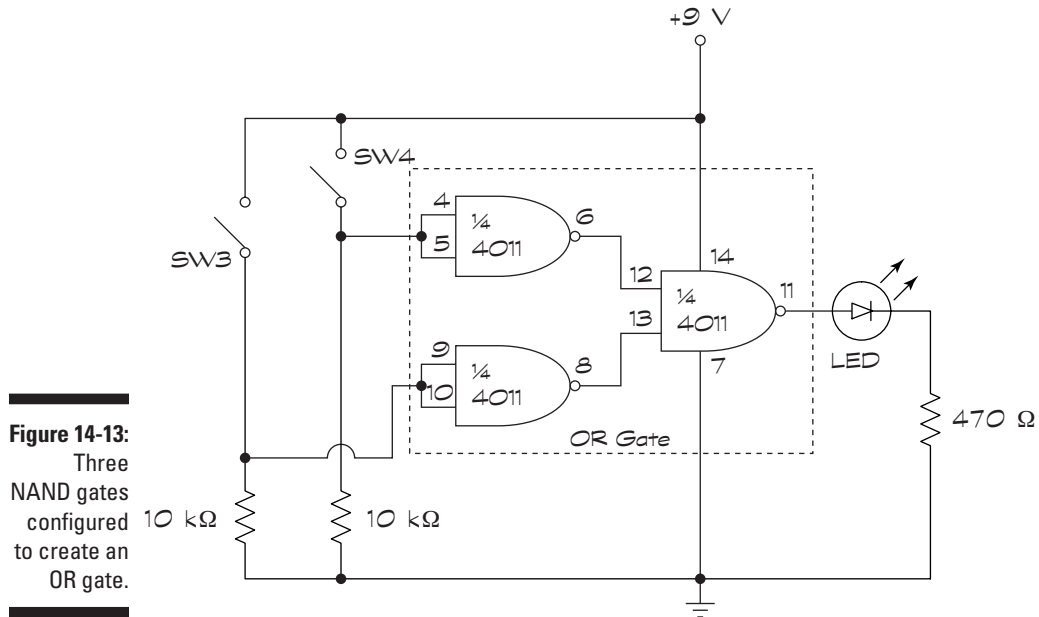 +9 V
SW4
SW3
4
5
¼
4011
6
9
10
¼
4011
8
12
13
14
¼
4011
11
7
LED
OR Gate
470 Ω
10 kΩ
10 kΩ
Figure 14-13:
Three
NAND gates
configured
to create an
OR gate.